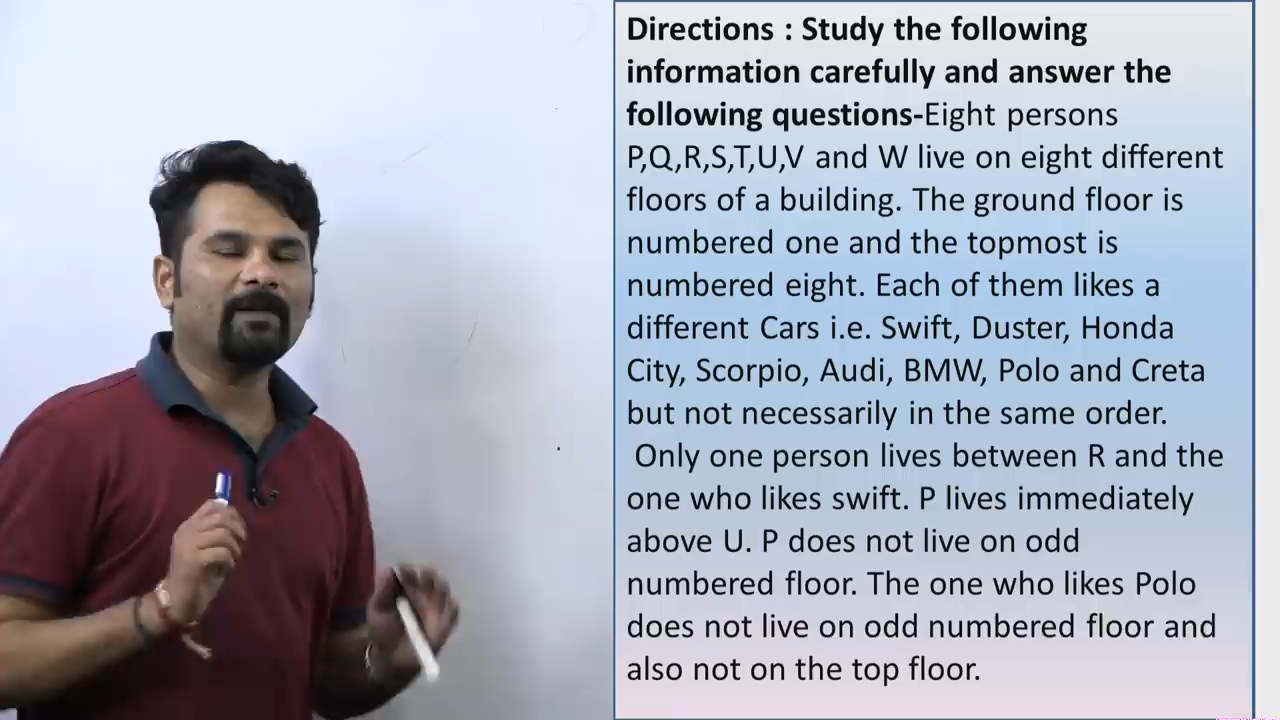 Directions : Study the following
information carefully and answer the
following questions-Eight persons
P,Q,R,S,T,U,V and W live on eight different
floors of a building. The ground floor is
numbered one and the topmost is
numbered eight. Each of them likes a
different Cars i.e. Swift, Duster, Honda
City, Scorpio, Audi, BMW, Polo and Creta
but not necessarily in the same order.
Only one person lives between R and the
one who likes swift. P lives immediately
above U. P does not live on odd
numbered floor. The one who likes Polo
does not live on odd numbered floor and
also not on the top floor.